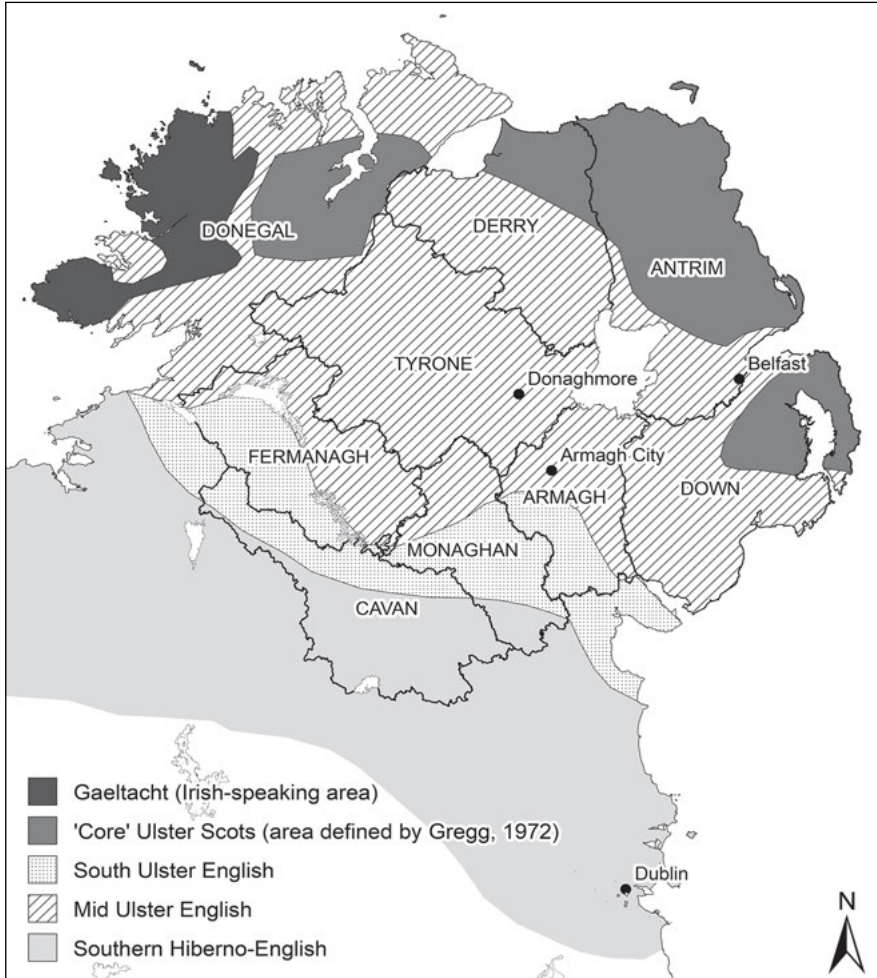 DONEGAL
DERRY
ANTRIM
TYRONE
Belfast
Donaghmore
FERMANAGH
Armagh City
ARMAGH
DOWN
MONAGHAN
CAVAN
Gaeltacht (Irish-speaking area)
'Core' Ulster Scots (area defined by Gregg, 1972)
South Ulster English
Mid Ulster English
Southern Hiberno-English
Dublin
N